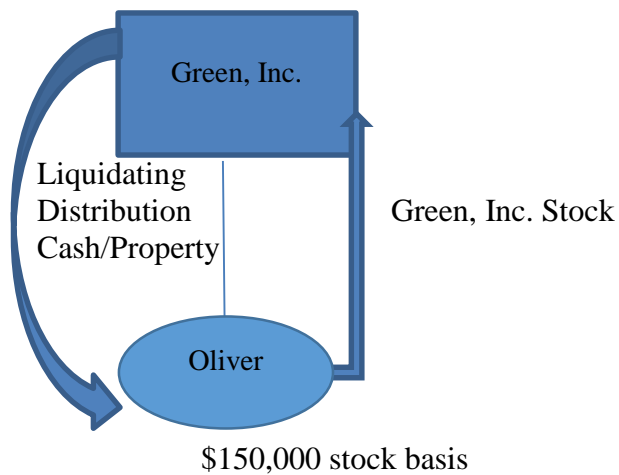 Green, Inc.
Liquidating
Distribution
Cash/Property
Green, Inc. Stock
Oliver
$150,000 stock basis